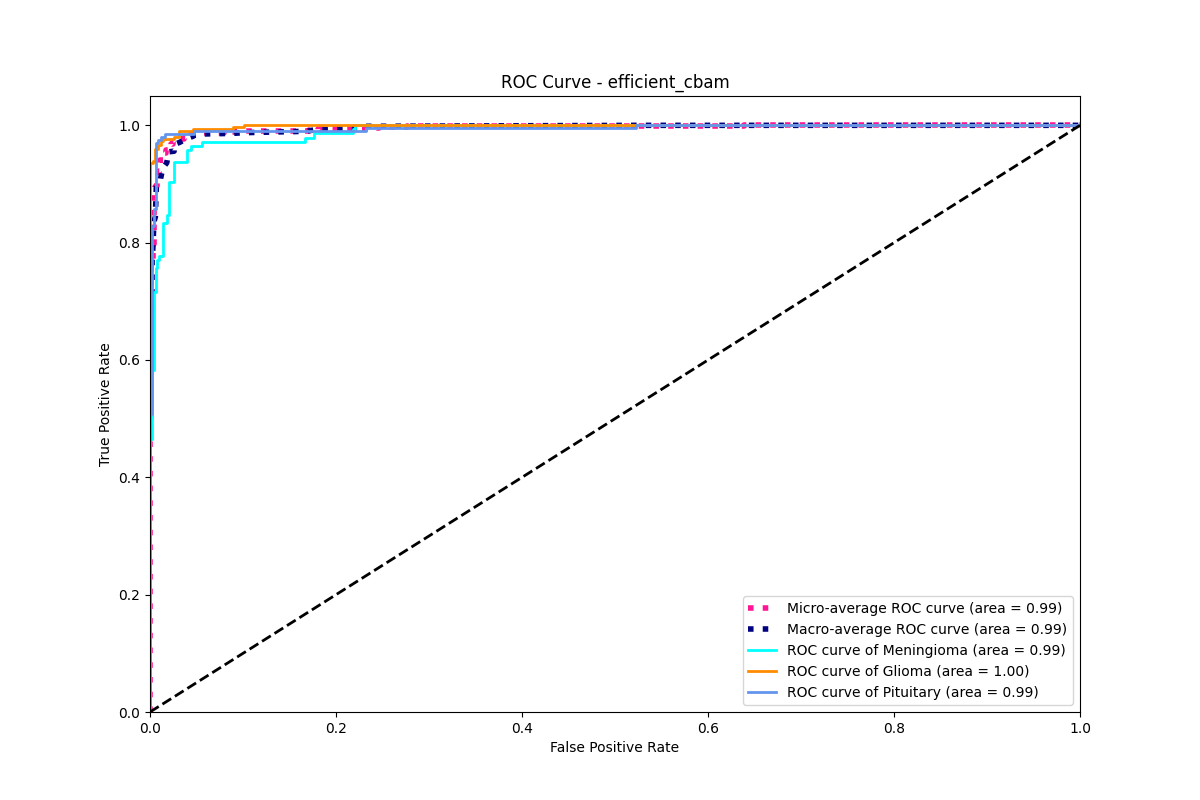 ROC Curve - efficient_cbam
True Positive Rate
1.0
0.8
0.6
0.4
0.2
0.0
Micro-average ROC curve (area = 0.99)
Macro-average ROC curve (area = 0.99)
ROC curve of Meningioma (area = 0.99)
ROC curve of Glioma (area = 1.00)
ROC curve of Pituitary (area = 0.99)
0.0 0.2 0.4 0.6 0.8 1.0
False Positive Rate